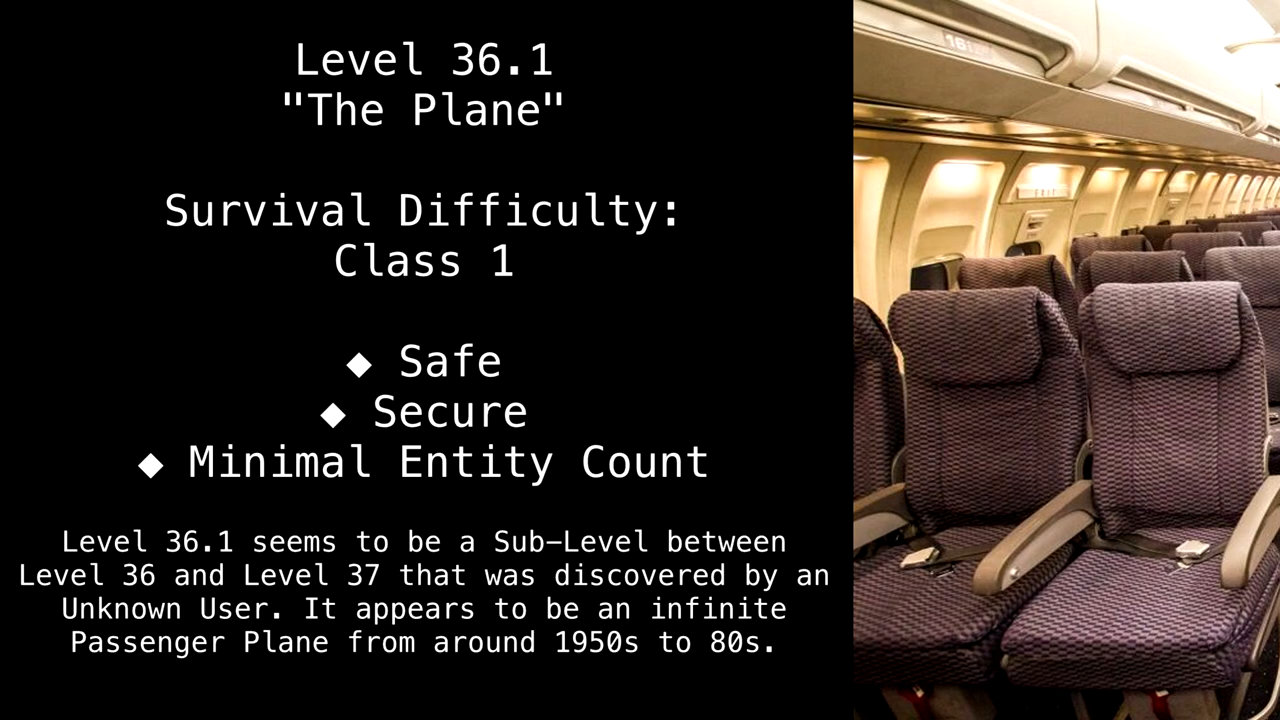 Level 36.1
"The Plane"
Survival Difficulty:
Class 1
◆ Safe
◆ Secure
◆ Minimal Entity Count
Level 36.1 seems to be a Sub-Level between
Level 36 and Level 37 that was discovered by an
Unknown User. It appears to be an infinite
Passenger Plane from around 1950s to 80s.